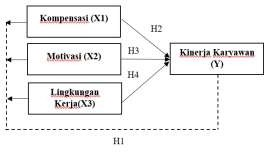 Kompensasi (X1)
H2
Motivasi (X2)
H3
Kinerja Karyawan
(Y)
H4
Lingkungan
Kerja(X3)
H1